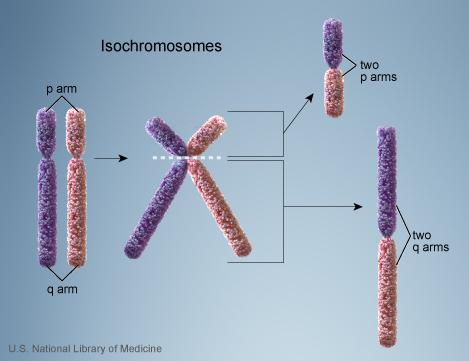 Isochromosomes
p arm
q arm
two
p arms
two
q arms
U.S. National Library of Medicine